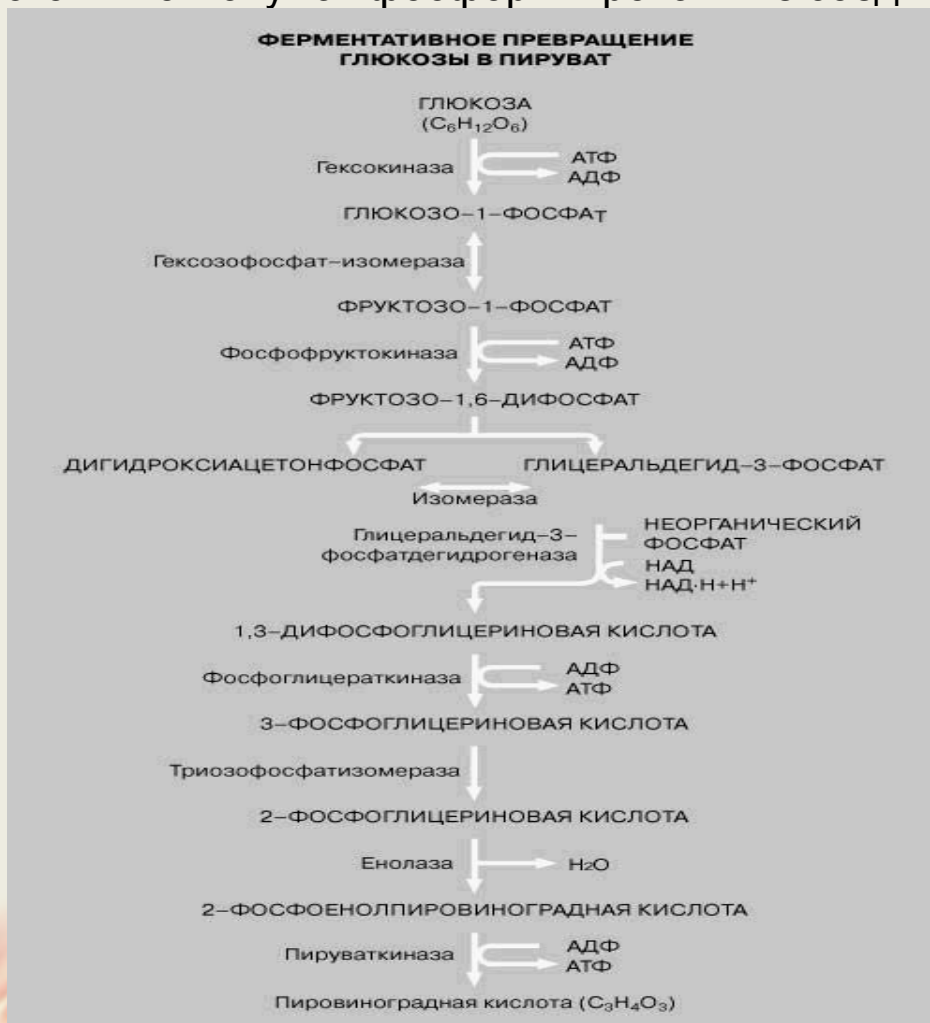 ФЕРМЕНТАТИВНОЕ ПРЕВРАЩЕНИЕ
ГЛЮКОЗЫ В ПИРУВАТ
ГЛЮКОЗА
(C₆H₁₂O₆)
Гексокиназа
АТФ
АДФ
ГЛЮКОЗО-1-ФОСФАТ
Гексозофосфат-изомераза
ФРУКТОЗО-1-ФОСФАТ
Фосфофруктокиназа
АТФ
АДФ
ФРУКТОЗО-1,6-ДИФОСФАТ
ДИГИДРОКСИАЦЕТОНФОСФАТ
ГЛИЦЕРАЛЬДЕГИД-3-ФОСФАТ
Изомераза
Глицеральдегид-3-
фосфатдегидрогеназа
НЕОРГАНИЧЕСКИЙ
ФОСФАТ
НАД
НАД·Н+Н⁺
1,3-ДИФОСФОГЛИЦЕРИНОВАЯ КИСЛОТА
Фосфоглицераткиназа
АДФ
АТФ
3-ФОСФОГЛИЦЕРИНОВАЯ КИСЛОТА
Триозофосфатизомераза
2-ФОСФОГЛИЦЕРИНОВАЯ КИСЛОТА
Енолаза
H₂O
2-ФОСФОЕНОЛПИРОВИНОГРАДНАЯ КИСЛОТА
Пируваткиназа
АДФ
АТФ
Пировиноградная кислота (C₃H₄O₃)